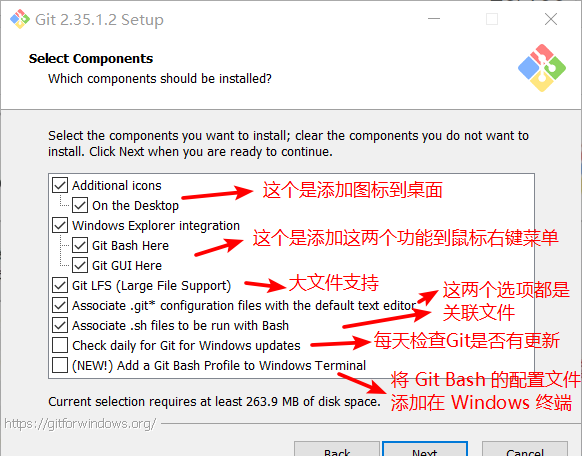 Git 2.35.1.2 Setup
Select Components
Which components should be installed?
Select the components you want to install; clear the components you do not want to
install. Click Next when you are ready to continue.
Additional icons
这个是添加图标到桌面
On the Desktop
Windows Explorer integration
这个是添加这两个功能到鼠标右键菜单
Git Bash Here
Git GUI Here
Git LFS (Large File Support)
大文件支持
这两个选项都是
Associate .git* configuration files with the default text editor
关联文件
Associate .sh files to be run with Bash
Check daily for Git for Windows updates
每天检查Git是否有更新
(NEW!) Add a Git Bash Profile to Windows Terminal
将 Git Bash 的配置文件
添加在 Windows 终端
Current selection requires at least 263.9 MB of disk space.
https://gitforwindows.org/
Back
Next
Cancel